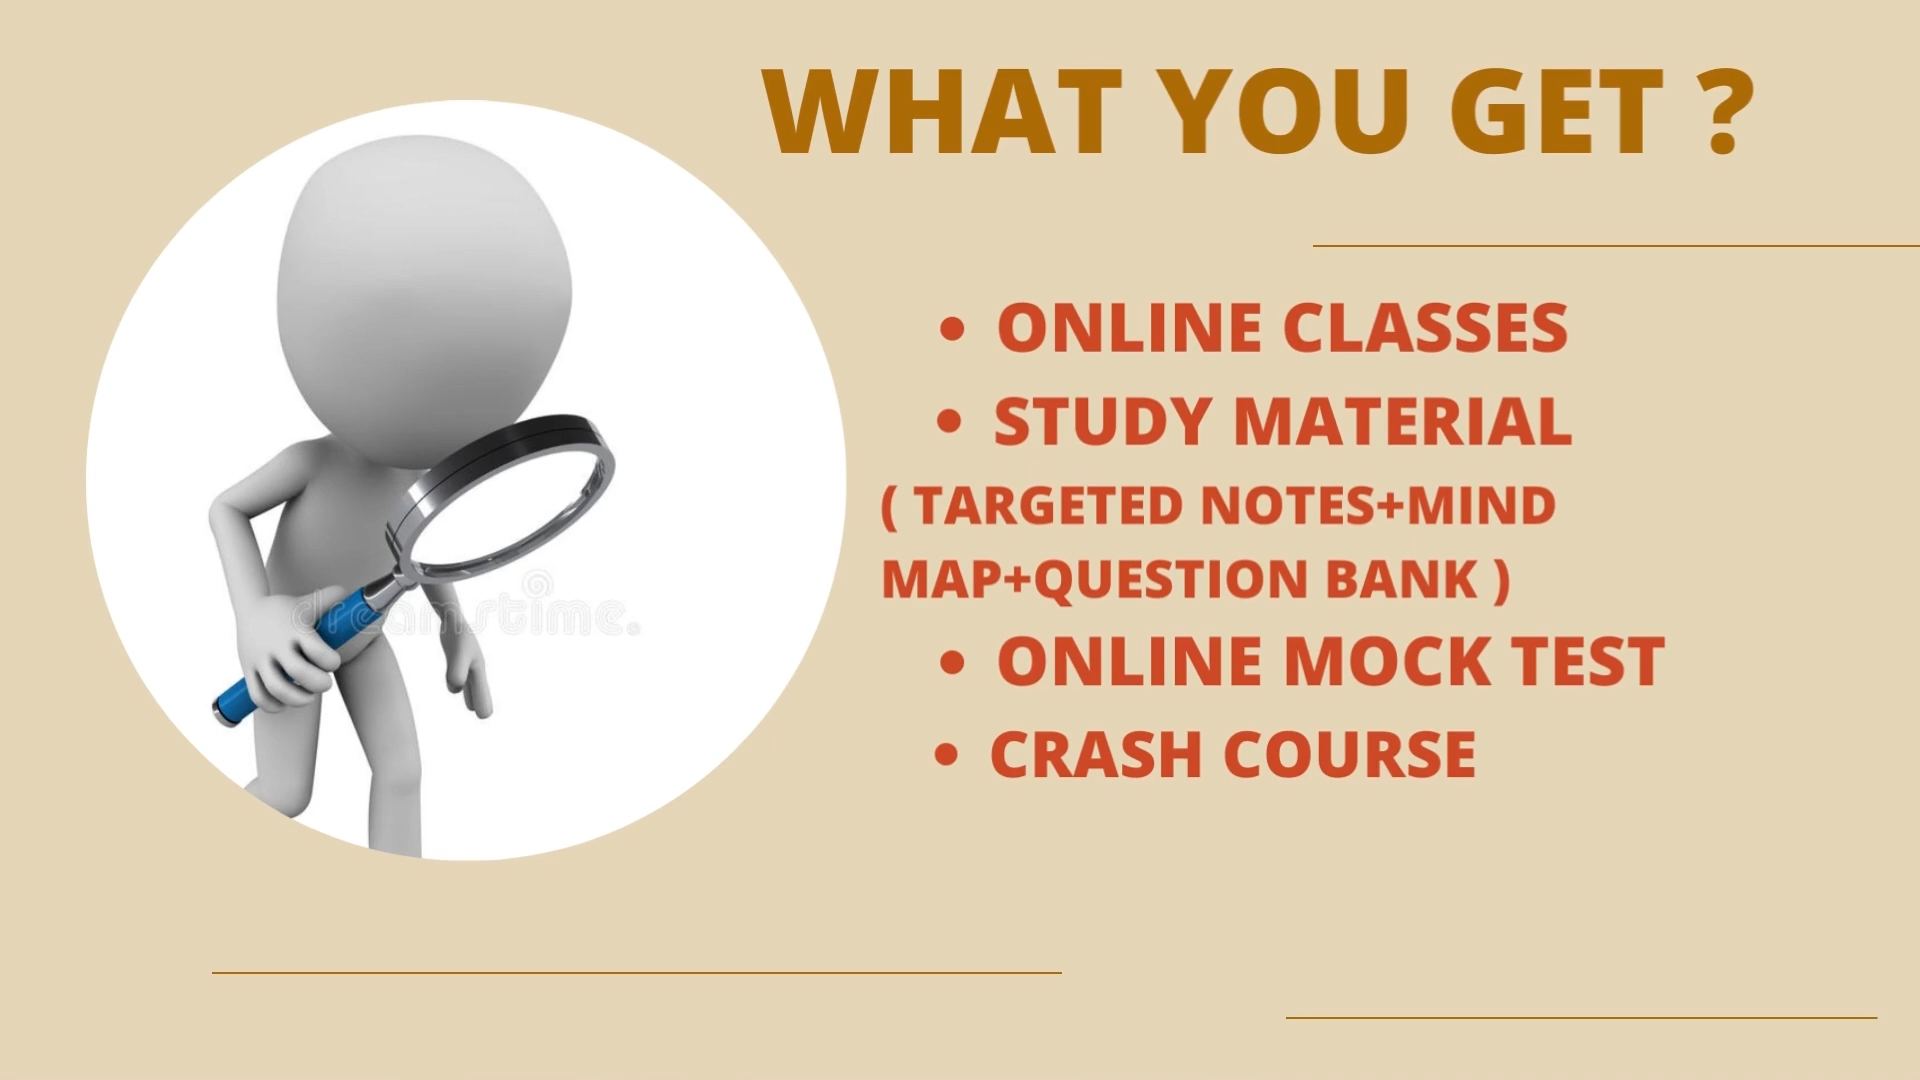 WHAT YOU GET ?
• ONLINE CLASSES
• STUDY MATERIAL
( TARGETED NOTES+MIND
MAP+QUESTION BANK )
dreamstime.
• ONLINE MOCK TEST
• CRASH COURSE